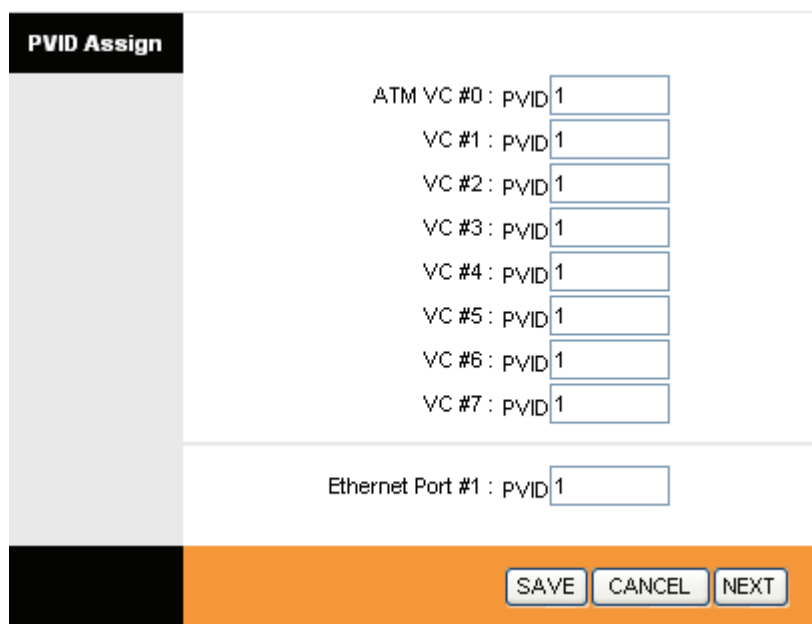 PVID Assign
ATM VC #0 : PVID 1
VC #1 : PVID 1
VC #2 : PVID 1
VC #3 : PVID 1
VC #4 : PVID 1
VC #5 : PVID 1
VC #6 : PVID 1
VC #7 : PVID 1
Ethernet Port #1 : PVID 1
SAVE CANCEL NEXT